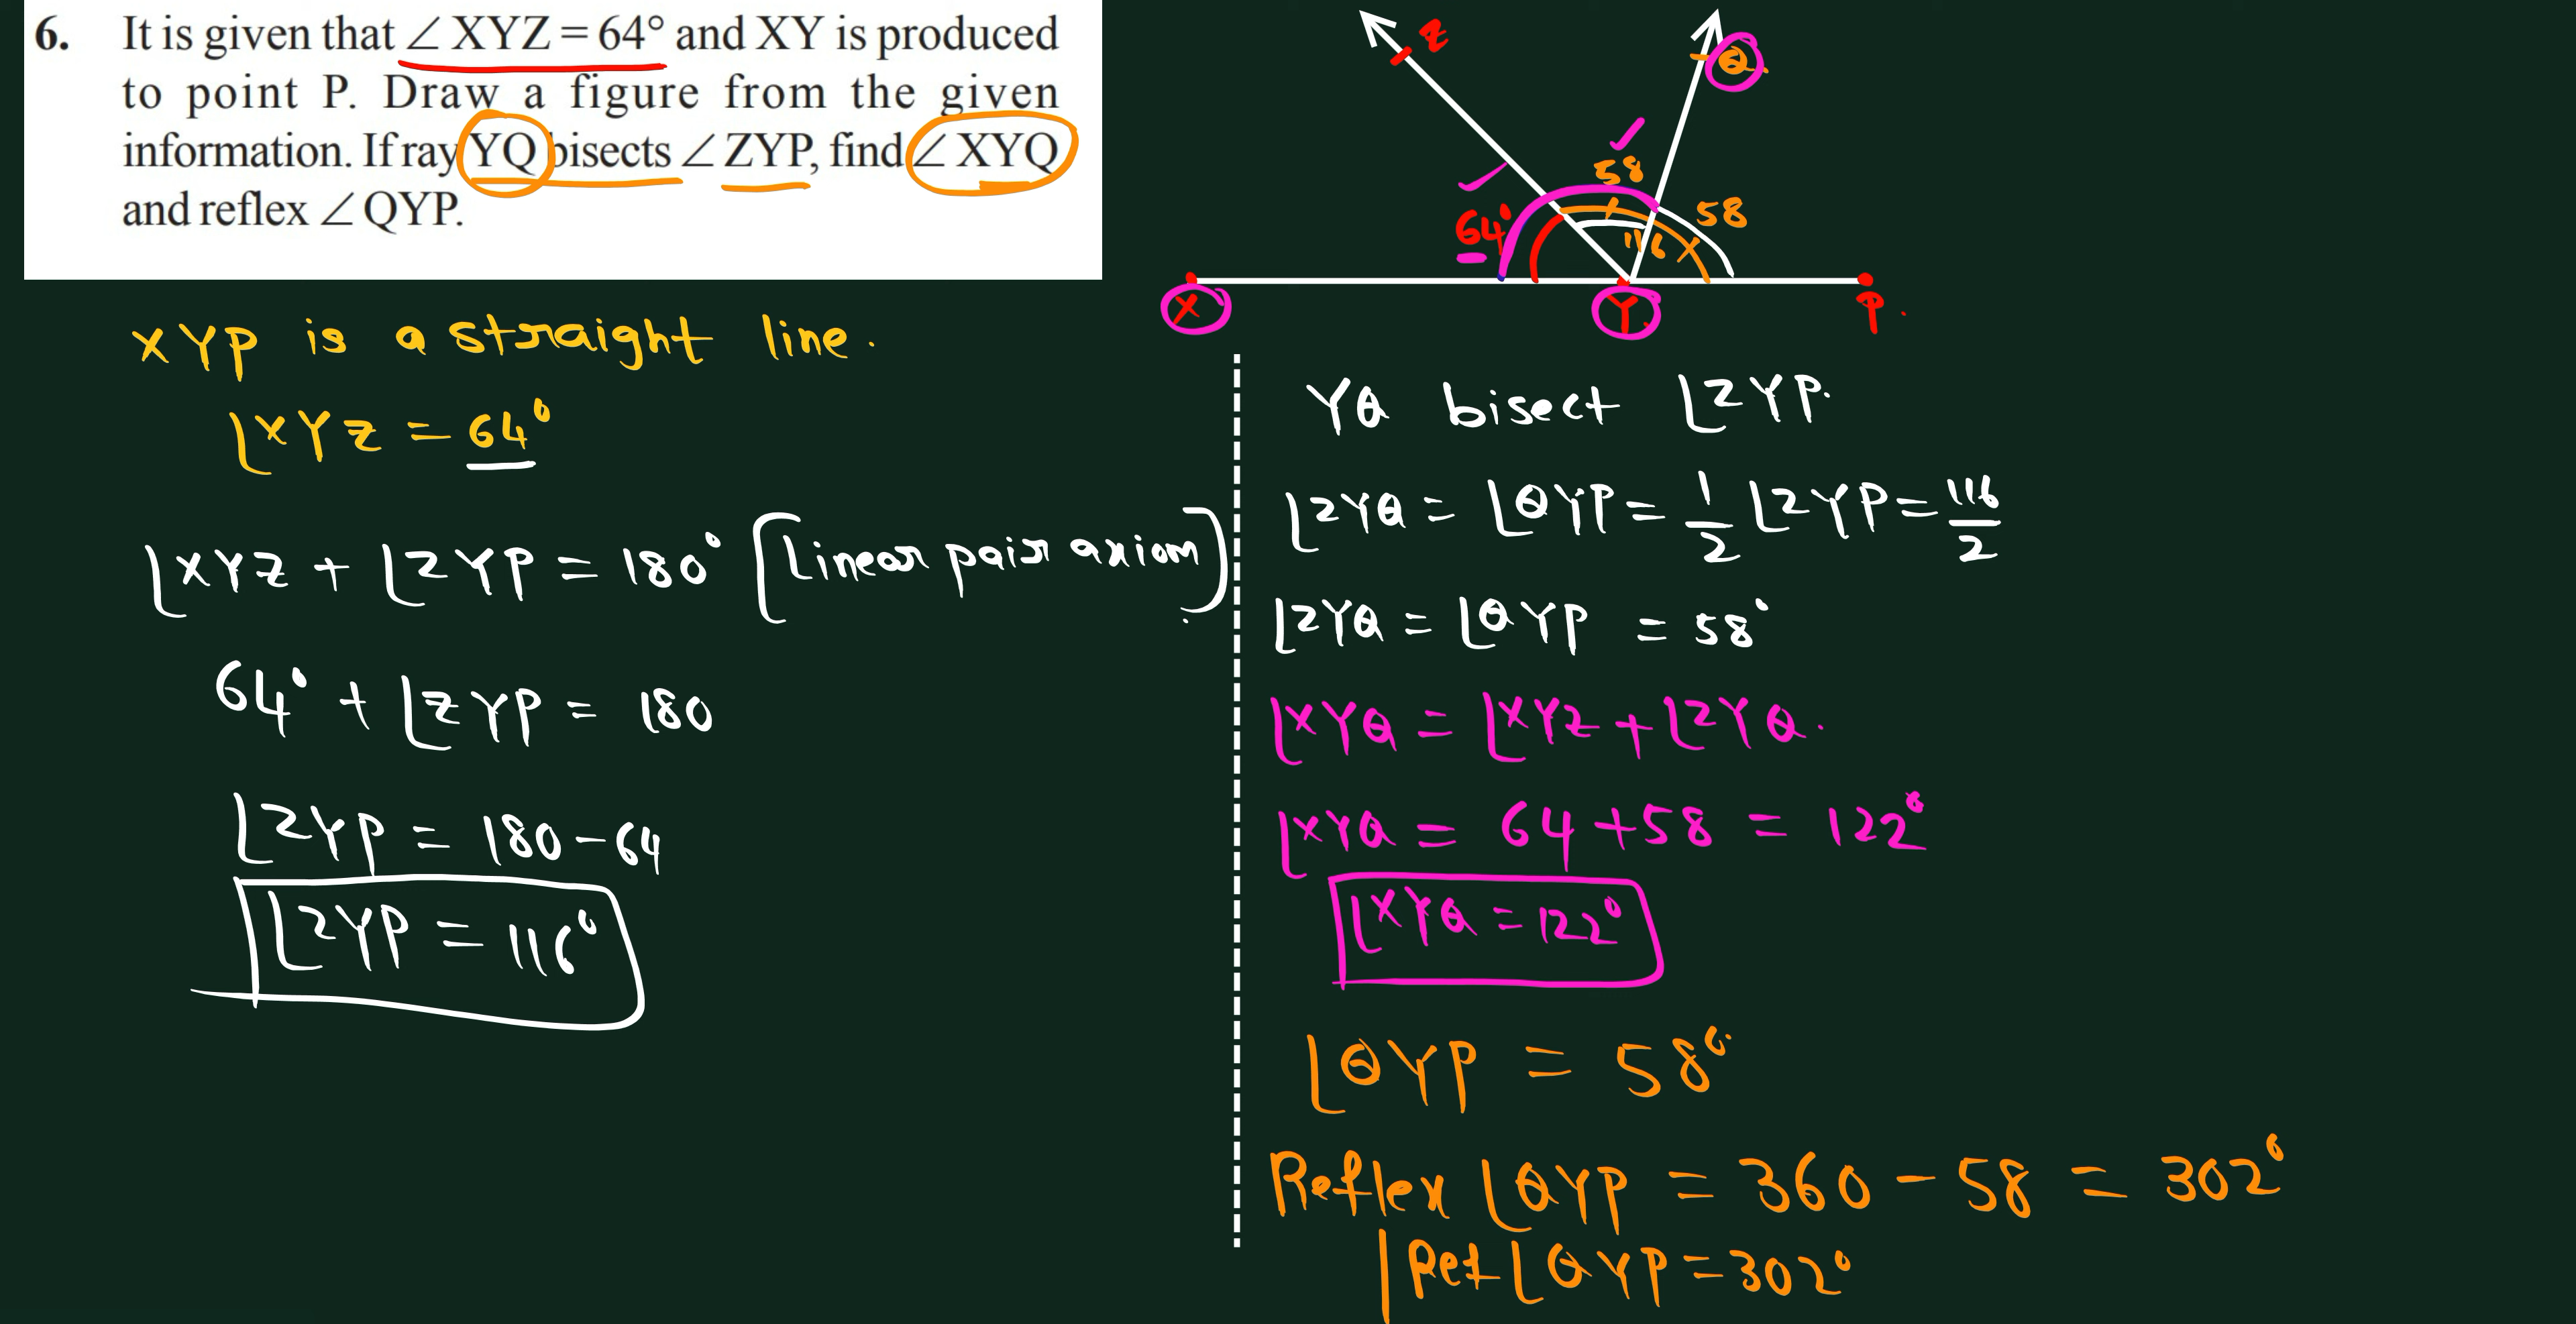 6. It is given that ∠ XYZ = 64° and XY is produced
to point P. Draw a figure from the given
information. If ray YQ bisects ∠ ZYP, find ∠ XYQ
and reflex ∠ QYP.
Z
Q
58
58
64°
116
X
Y
P.
XYP is a straight line.
∠XYZ = 64°
∠XYZ + ∠ZYP = 180° [Linear pair axiom]
64° + ∠ZYP = 180
∠ZYP = 180-64
∠ZYP = 116°
YQ bisect ∠ZYP.
∠ZYQ = ∠QYP = 1/2 ∠ZYP = 116/2
∠ZYQ = ∠QYP = 58°
∠XYQ = ∠XYZ + ∠ZYQ.
∠XYQ = 64 + 58 = 122°
∠XYQ = 122°
∠QYP = 58°
Reflex ∠QYP = 360 - 58 = 302°
Ref ∠QYP = 302°